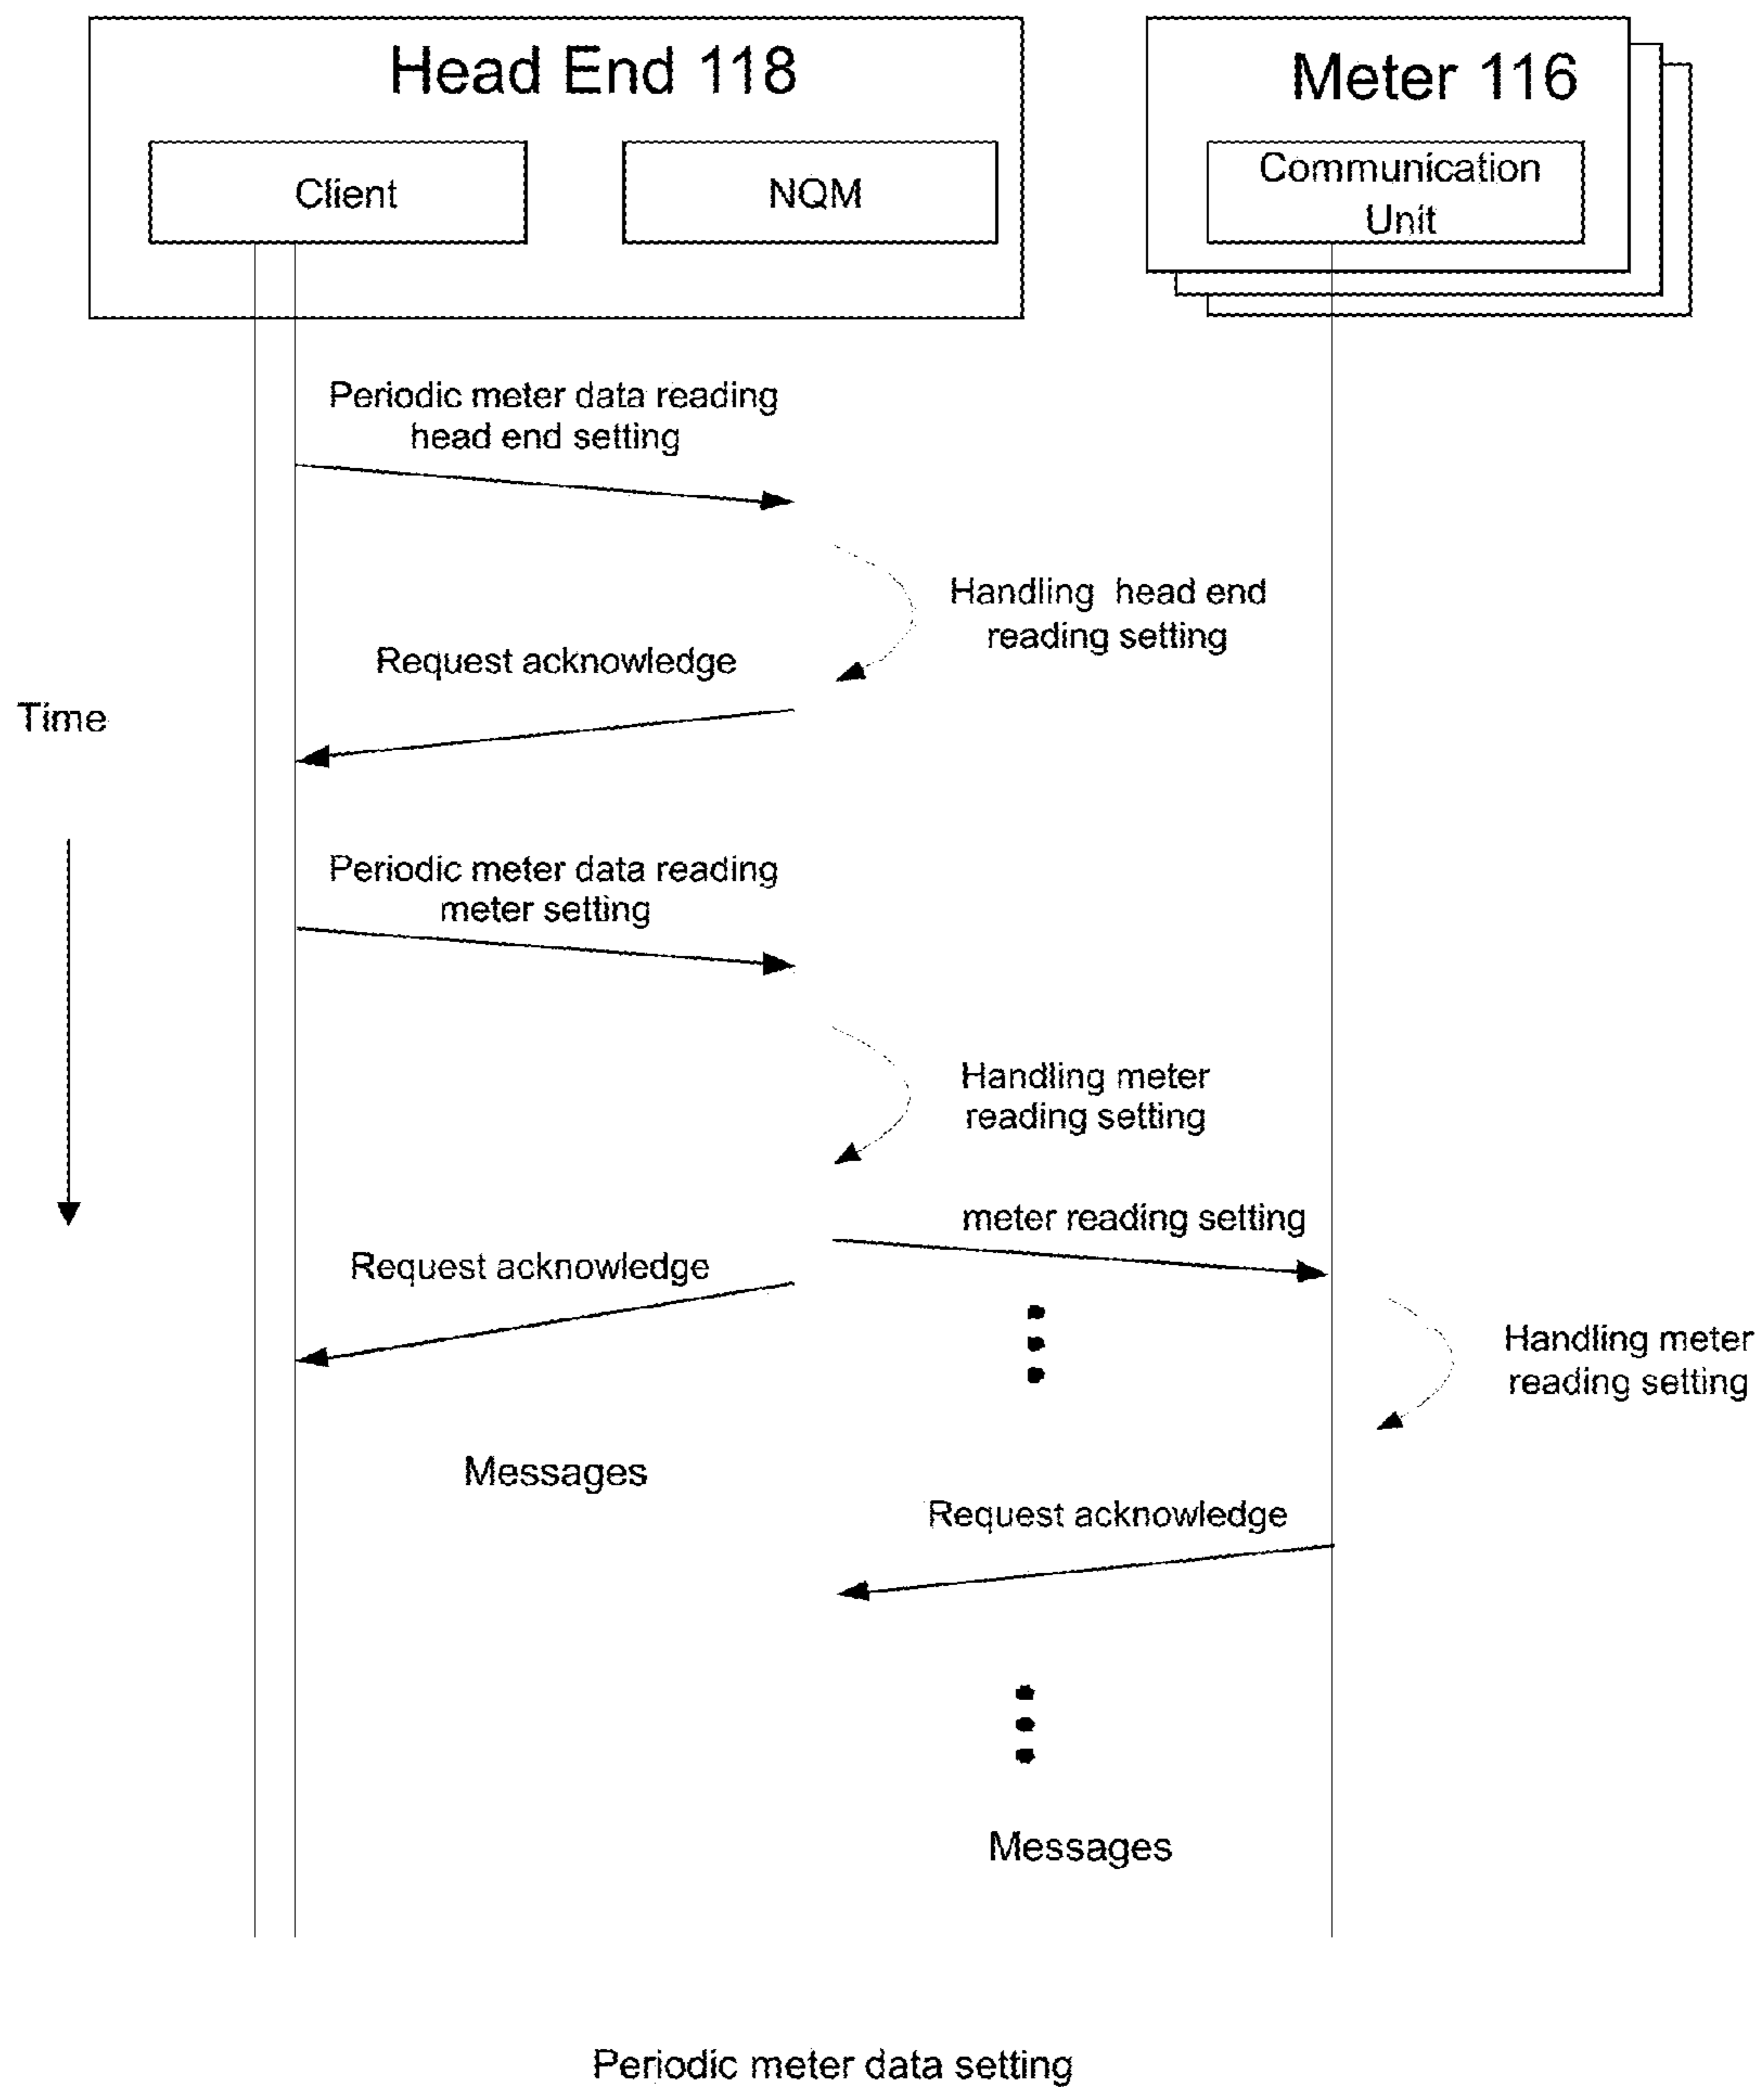 Head End 118
Meter 116
Client
NQM
Communication
Unit
Periodic meter data reading
head end setting
Handling head end
reading setting
Request acknowledge
Time
Periodic meter data reading
meter setting
Handling meter
reading setting
meter reading setting
Request acknowledge
Handling meter
reading setting
Messages
Request acknowledge
Messages
Periodic meter data setting